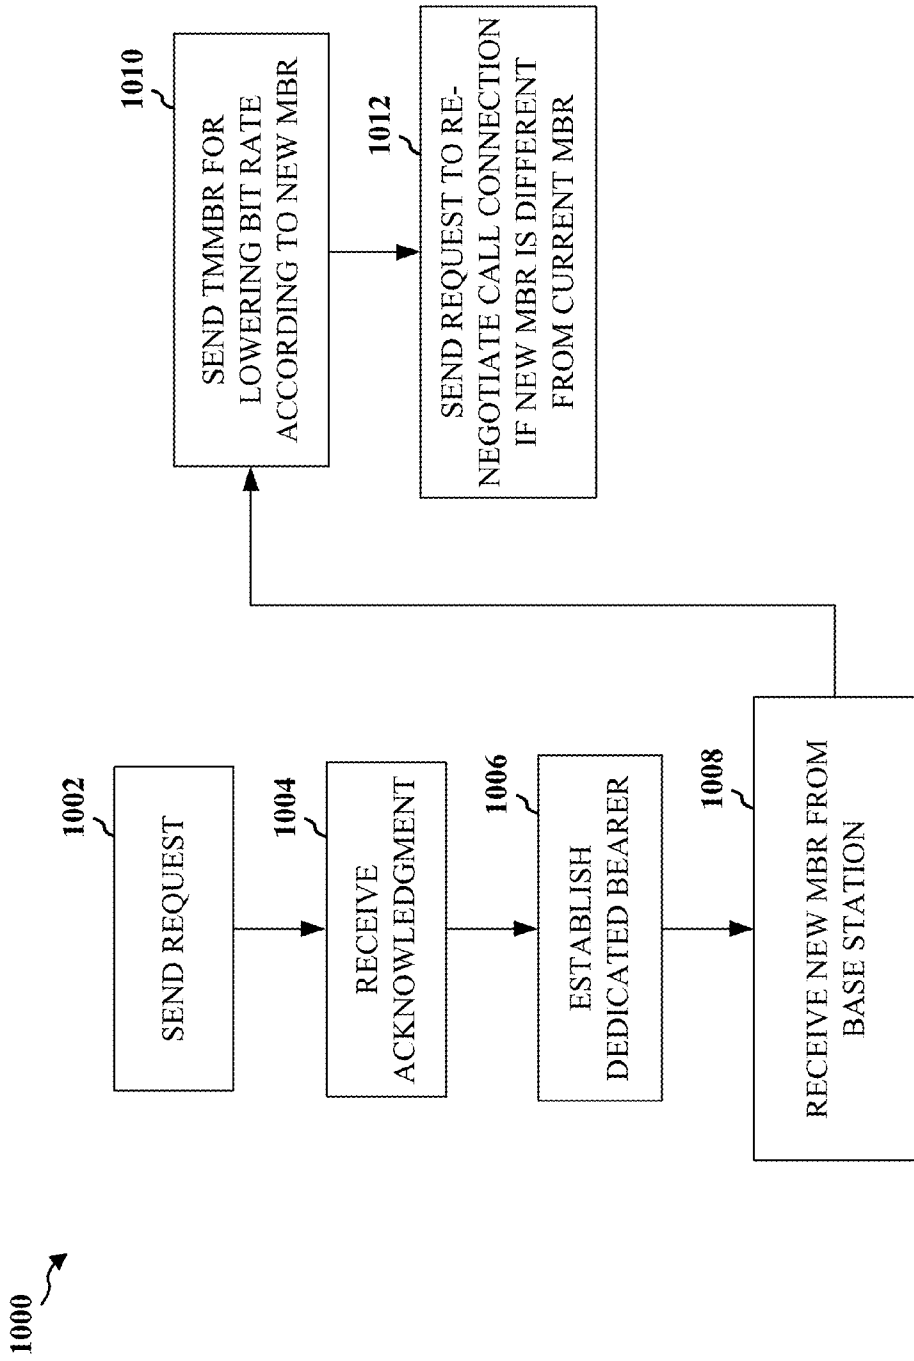 1000
1002
SEND REQUEST
1004
RECEIVE
ACKNOWLEDGMENT
1006
ESTABLISH
DEDICATED BEARER
1008
RECEIVE NEW MBR FROM
BASE STATION
1010
SEND TMMBR FOR
LOWERING BIT RATE
ACCORDING TO NEW MBR
1012
SEND REQUEST TO RE-
NEGOTIATE CALL CONNECTION
IF NEW MBR IS DIFFERENT
FROM CURRENT MBR